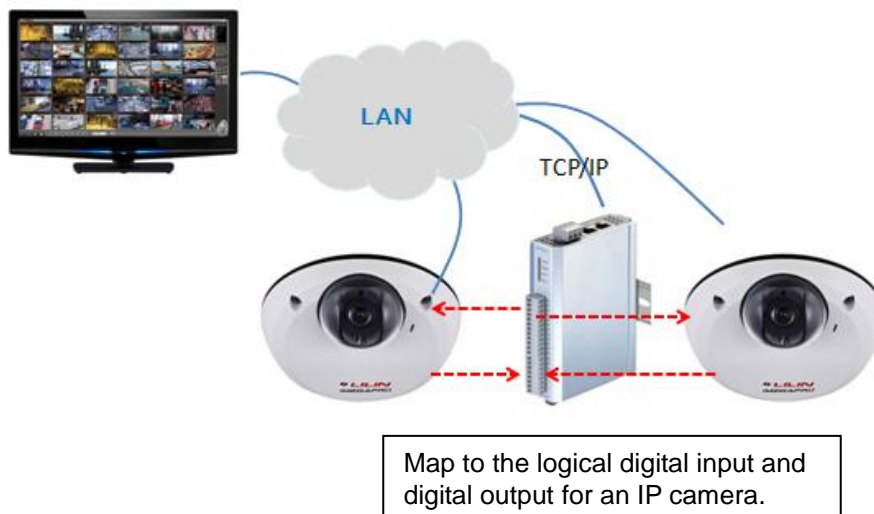 LAN
TCP/IP
LILIN
LILIN
Map to the logical digital input and
digital output for an IP camera.